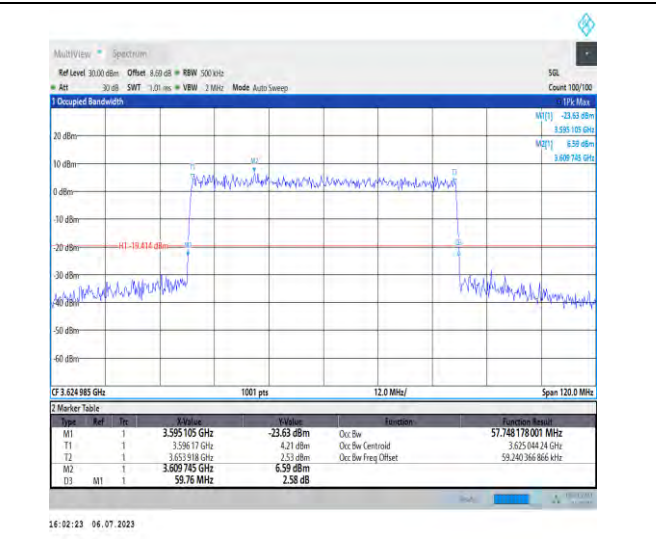 MultiView Spectrum
Ref Level 30.00 dBm Offset 8.69 dB RBW 500 kHz SGL
Att 30 dB SWT 1.01 ms VBW 2 MHz Mode Auto Sweep Count 100/100
1 Occupied Bandwidth 1Pk Max
M1[1] -23.63 dBm
3.595 105 GHz
20 dBm
M2[1] 6.59 dBm
3.609 745 GHz
10 dBm
M2
T1
0 dBm
-10 dBm
-20 dBm H1 -19.414 dBm M1 D3
-30 dBm
-40 dBm
-50 dBm
-60 dBm
CF 3.624 985 GHz 1001 pts 12.0 MHz/ Span 120.0 MHz
2 Marker Table
Type Ref Trc X-Value Y-Value Function Function Result
M1 1 3.595 105 GHz -23.63 dBm Occ Bw 57.748 178 001 MHz
T1 1 3.596 17 GHz 4.21 dBm Occ Bw Centroid 3.625 044 24 GHz
T2 1 3.653 918 GHz 2.53 dBm Occ Bw Freq Offset 59.240 366 866 kHz
M2 1 3.609 745 GHz 6.59 dBm
D3 M1 1 59.76 MHz 2.58 dB
16:02:23 06.07.2023